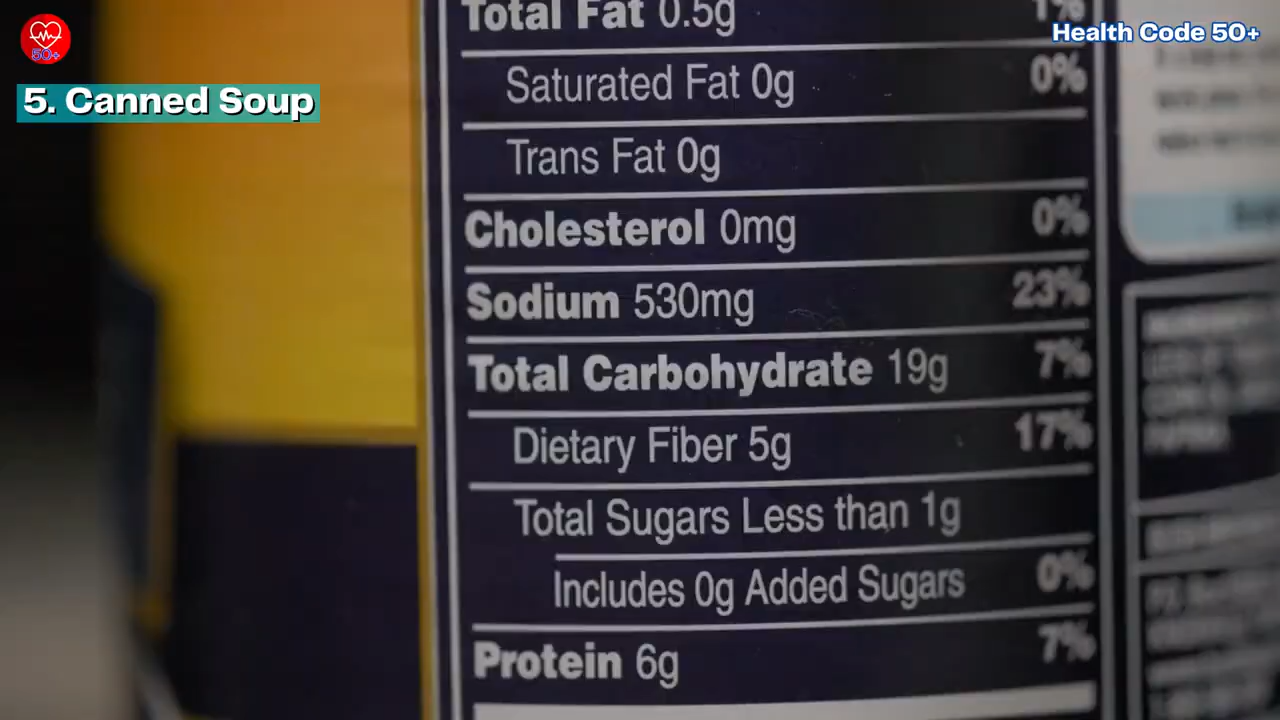 50+
Health Code 50+
5. Canned Soup
Total Fat 0.5g 1%
Saturated Fat 0g 0%
Trans Fat 0g
Cholesterol 0mg 0%
Sodium 530mg 23%
Total Carbohydrate 19g 7%
Dietary Fiber 5g 17%
Total Sugars Less than 1g
Includes 0g Added Sugars 0%
Protein 6g 7%